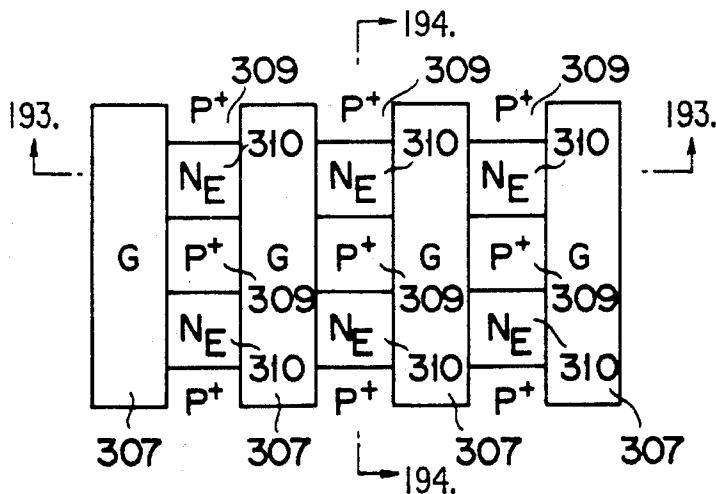 194.
309 309 309
P+ P+ P+
193. 193.
310 310 310
NE NE NE
G P+ G P+ G P+ G
309 309 309
NE NE NE
310 310 310
P+ P+ P+
307 307 307 307
194.